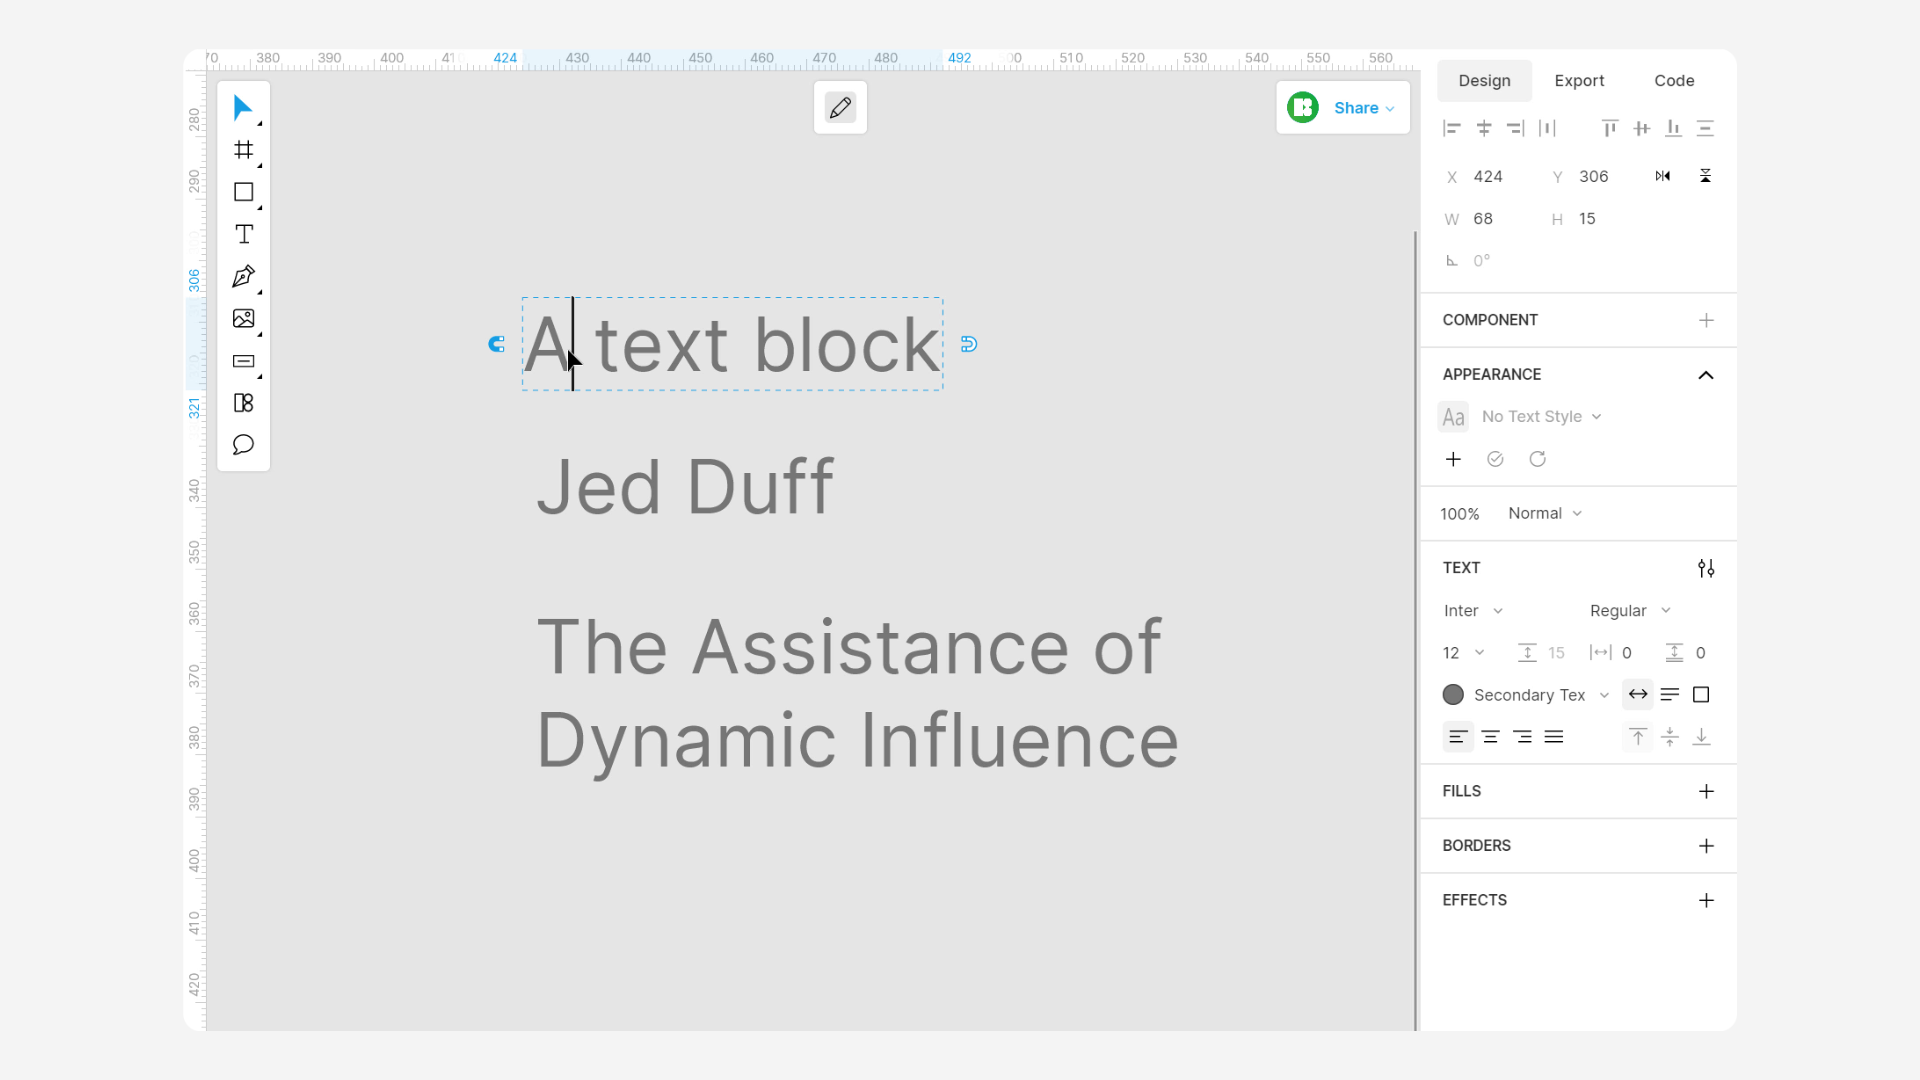 70 380 390 400 41 424 430 440 450 460 470 480 492 00 510 520 530 540 550 560
Design Export Code
Share
280
290
306
321
340
350
360
370
380
390
400
410
420
X 424 Y 306
W 68 H 15
0°
A text block
Jed Duff
The Assistance of
Dynamic Influence
COMPONENT
APPEARANCE
Aa No Text Style
100% Normal
TEXT
Inter Regular
12 15 0 0
Secondary Tex
FILLS
BORDERS
EFFECTS